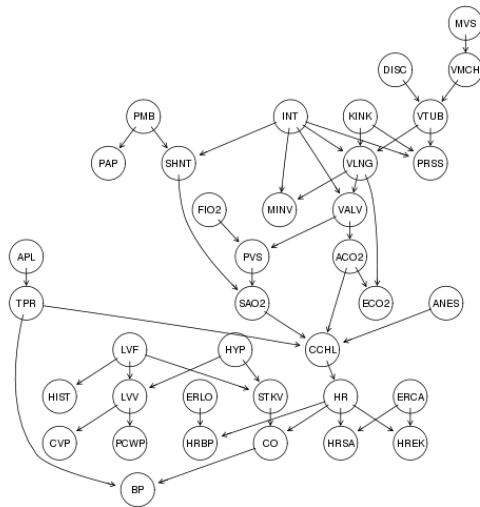 MVS
DISC
VMCH
PMB
INT
KINK
VTUB
PAP
SHNT
VLNG
PRSS
FIO2
MINV
VALV
APL
PVS
ACO2
TPR
SAO2
ECO2
ANES
LVF
HYP
CCHL
HIST
LVV
ERLO
STKV
HR
ERCA
CVP
PCWP
HRBP
CO
HRSA
HREK
BP